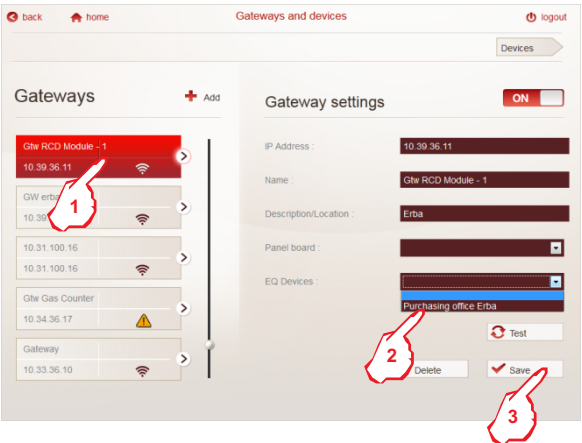 back
home
Gateways and devices
logout
Devices
Gateways
Add
Gtw RCD Module - 1
10.39.36.11
GW erba
10.39
10.31.100.16
10.31.100.16
Gtw Gas Counter
10.34.36.17
Gateway
10.33.36.10
1
Gateway settings
ON
IP Address :
10.39.36.11
Name :
Gtw RCD Module - 1
Description/Location :
Erba
Panel board :
EQ Devices :
Purchasing office Erba
Test
2
Delete
Save
3